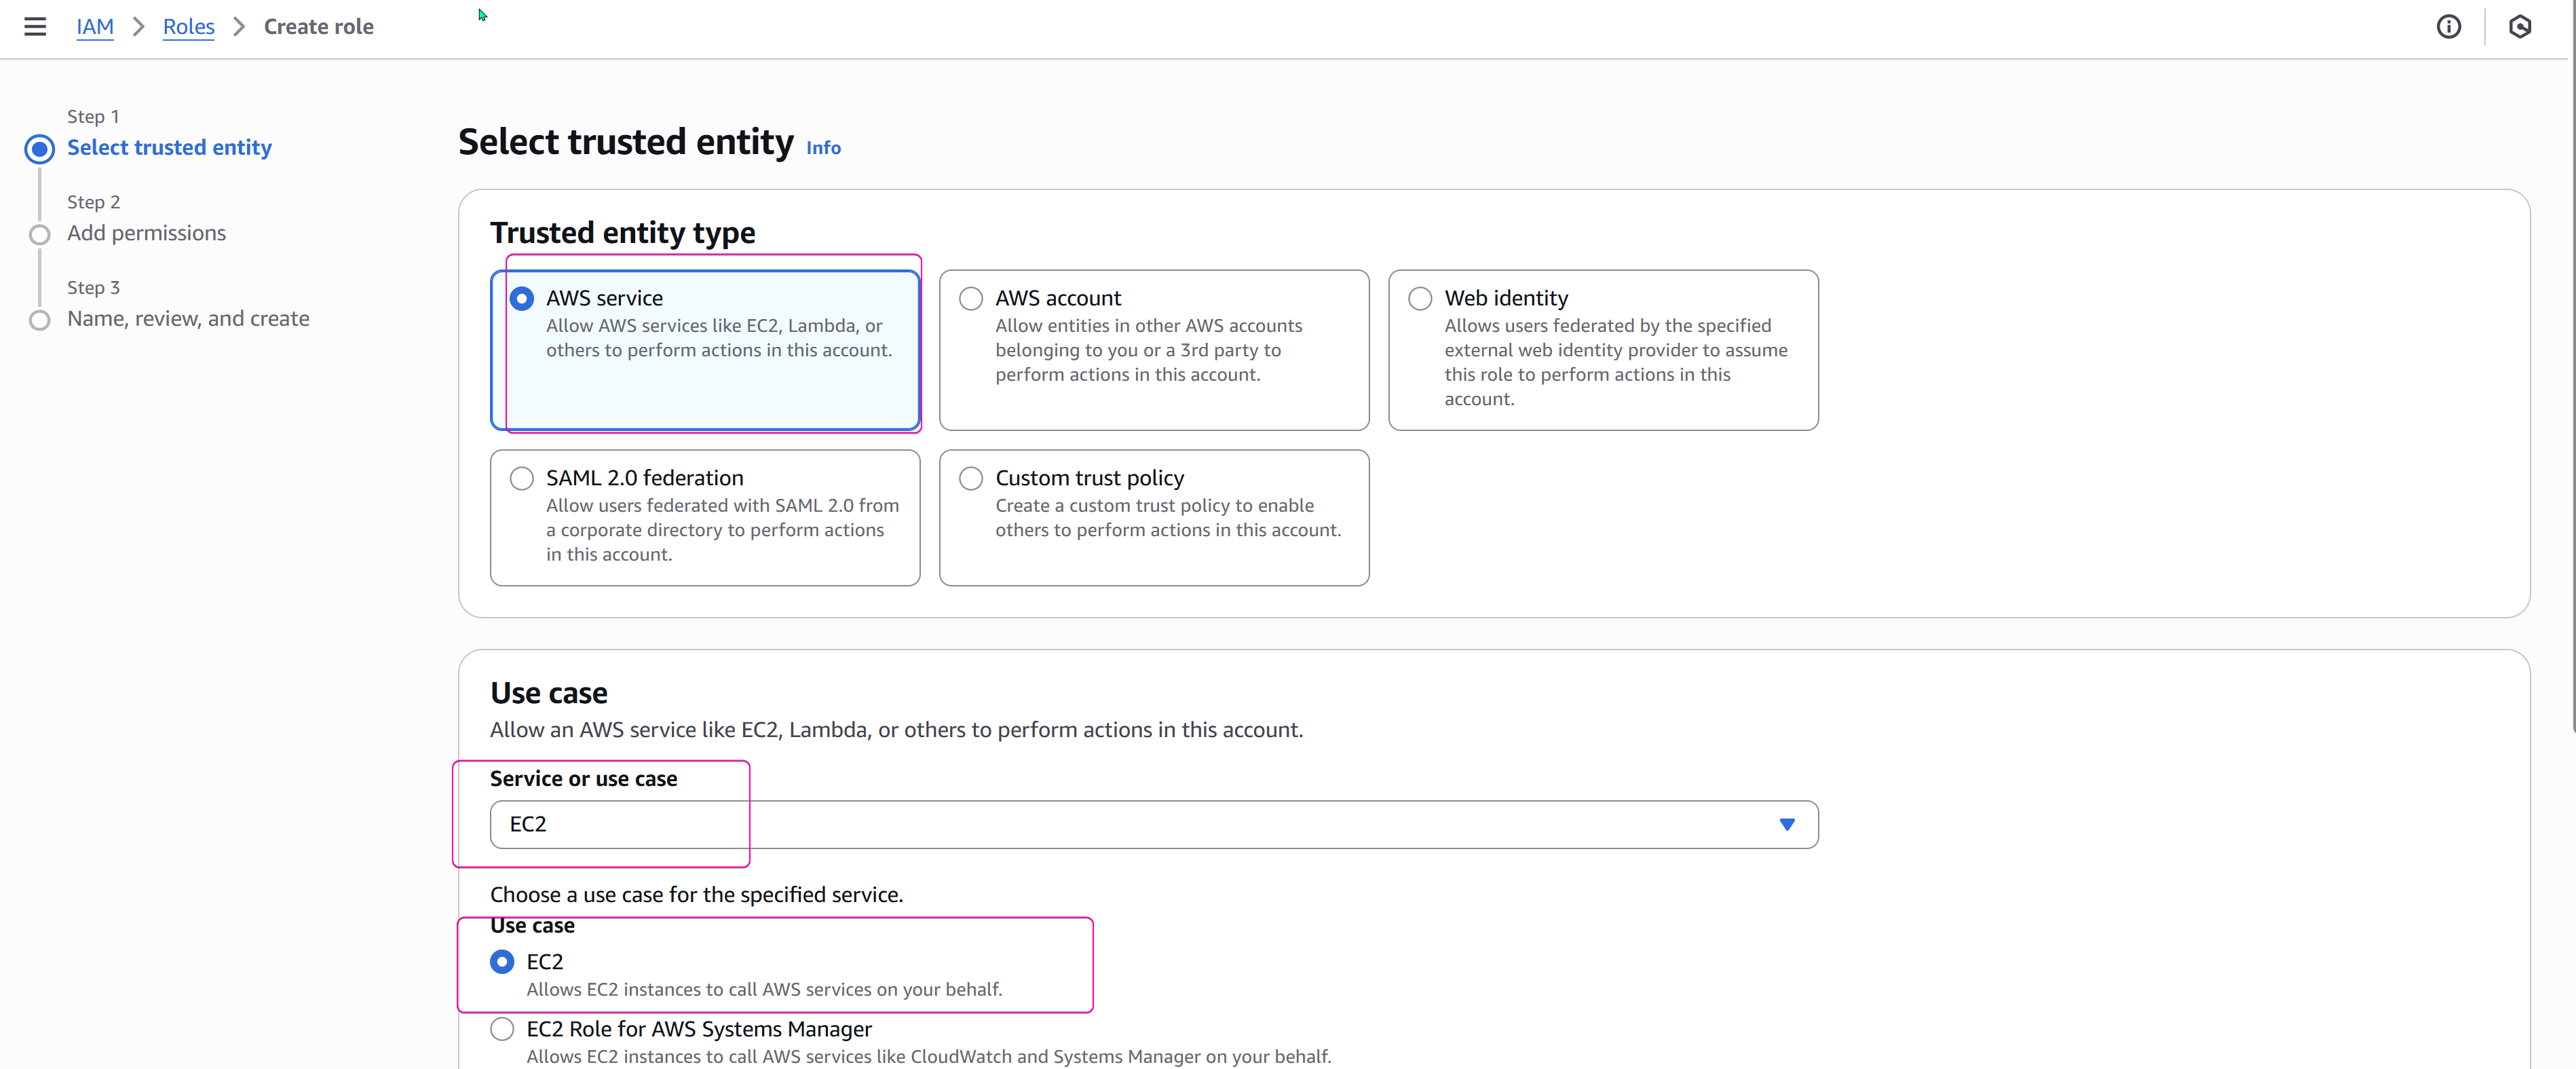 IAM > Roles > Create role
Step 1
Select trusted entity
Step 2
Add permissions
Step 3
Name, review, and create
Select trusted entity Info
Trusted entity type
AWS service
Allow AWS services like EC2, Lambda, or
others to perform actions in this account.
AWS account
Allow entities in other AWS accounts
belonging to you or a 3rd party to
perform actions in this account.
Web identity
Allows users federated by the specified
external web identity provider to assume
this role to perform actions in this
account.
SAML 2.0 federation
Allow users federated with SAML 2.0 from
a corporate directory to perform actions
in this account.
Custom trust policy
Create a custom trust policy to enable
others to perform actions in this account.
Use case
Allow an AWS service like EC2, Lambda, or others to perform actions in this account.
Service or use case
EC2
Choose a use case for the specified service.
Use case
EC2
Allows EC2 instances to call AWS services on your behalf.
EC2 Role for AWS Systems Manager
Allows EC2 instances to call AWS services like CloudWatch and Systems Manager on your behalf.